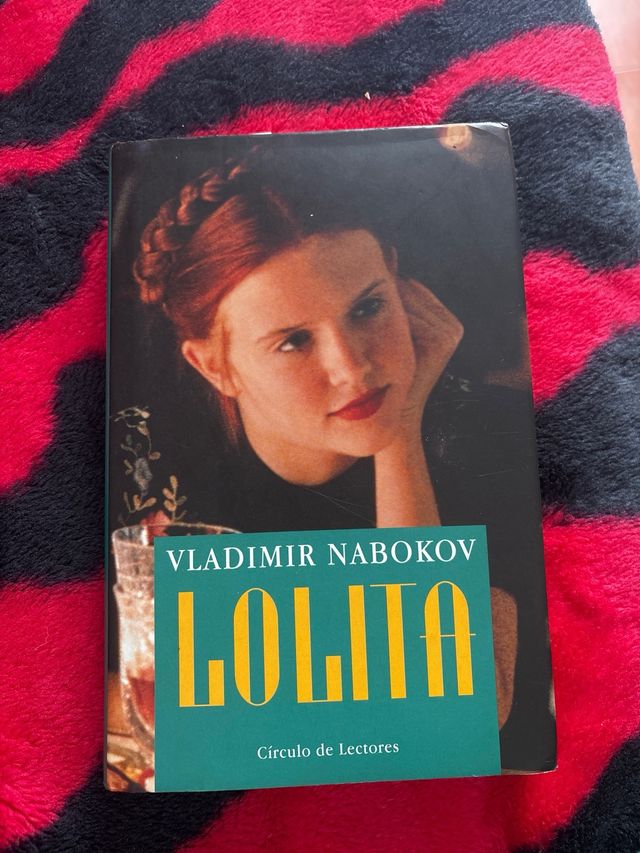 VLADIMIR NABOKOV
LOLITA
Círculo de Lectores